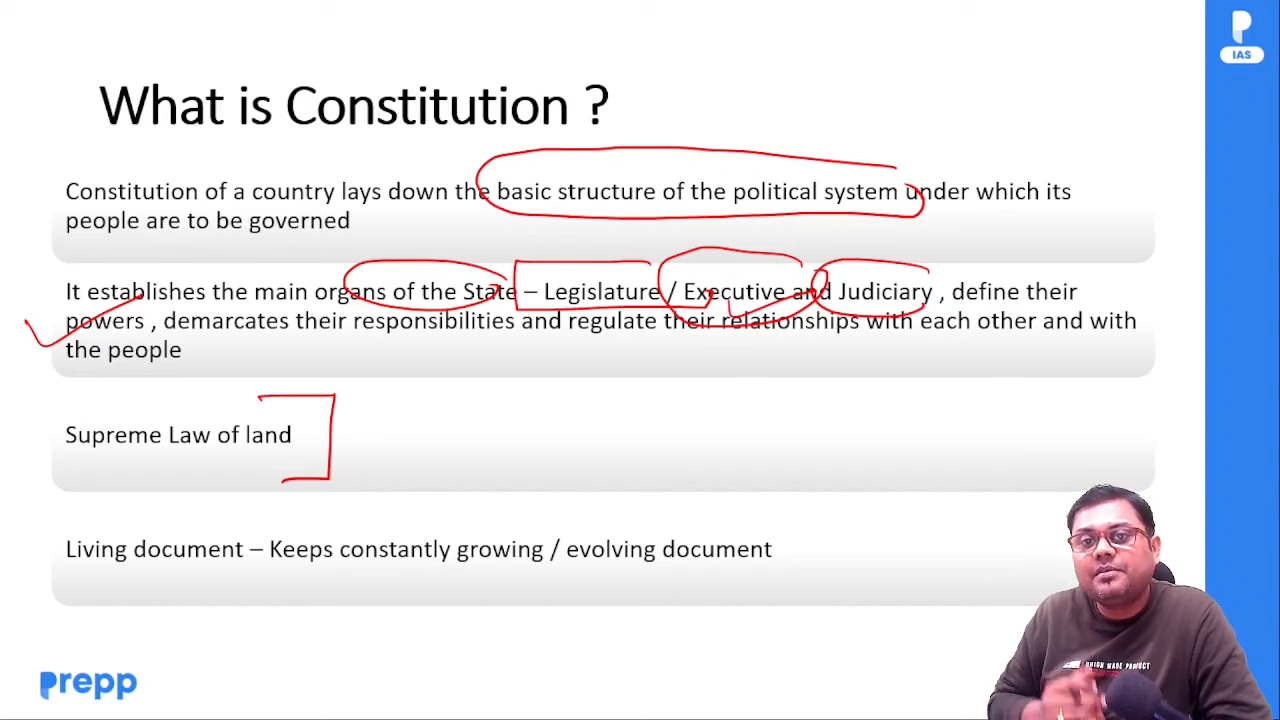 IAS
What is Constitution ?
Constitution of a country lays down the basic structure of the political system under which its
people are to be governed
It establishes the main organs of the State – Legislature / Executive and Judiciary , define their
powers , demarcates their responsibilities and regulate their relationships with each other and with
the people
Supreme Law of land
Living document – Keeps constantly growing / evolving document
UNION MADE PRODUCT
prepp